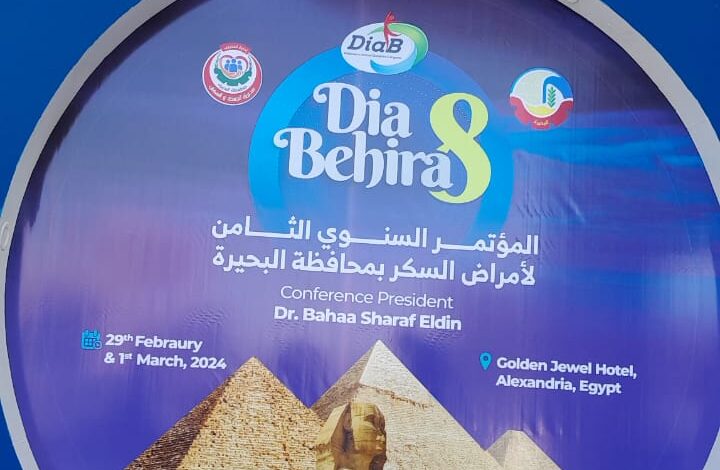 DiaB
Dia
Behira 8
المؤتمر السنوي الثامن
لأمراض السكر بمحافظة البحيرة
Conference President
Dr. Bahaa Sharaf Eldin
29th Febraury
& 1st March, 2024
Golden Jewel Hotel,
Alexandria, Egypt